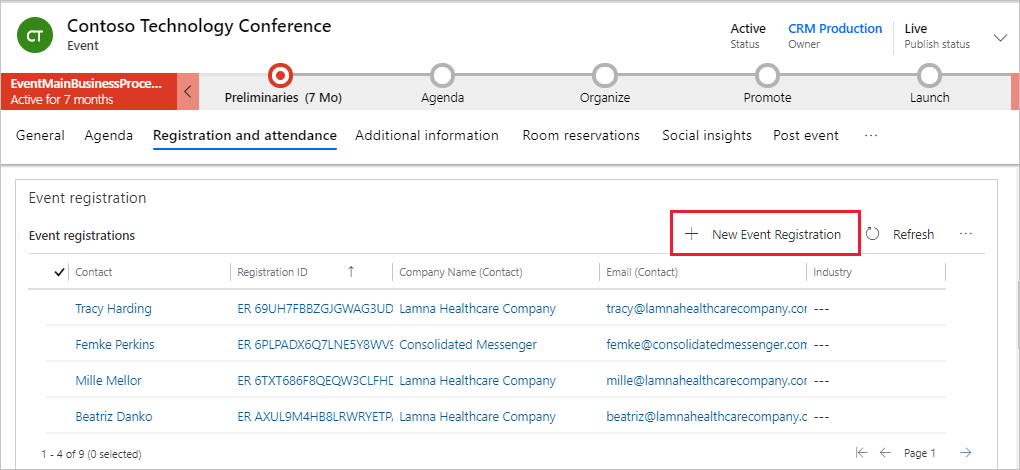 CT
Contoso Technology Conference
Event
Active
Status
CRM Production
Owner
Live
Publish status
EventMainBusinessProce...
Active for 7 months
Preliminaries (7 Mo)
Agenda
Organize
Promote
Launch
General Agenda Registration and attendance Additional information Room reservations Social insights Post event ...
Event registration
Event registrations
+ New Event Registration Refresh ...
Contact Registration ID ↑ Company Name (Contact) Email (Contact) Industry
Tracy Harding ER 69UH7FBBZGJGWAG3UD Lamna Healthcare Company tracy@lamnahealthcarecompany.cor ---
Femke Perkins ER 6PLPADX6Q7LNE5Y8WV9 Consolidated Messenger femke@consolidatedmessenger.com ---
Mille Mellor ER 6TXT686F8QEQW3CLFHD Lamna Healthcare Company mille@lamnahealthcarecompany.cor ---
Beatriz Danko ER AXUL9M4HB8LRWRYETPA Lamna Healthcare Company beatriz@lamnahealthcarecompany.c ---
1 - 4 of 9 (0 selected) Page 1